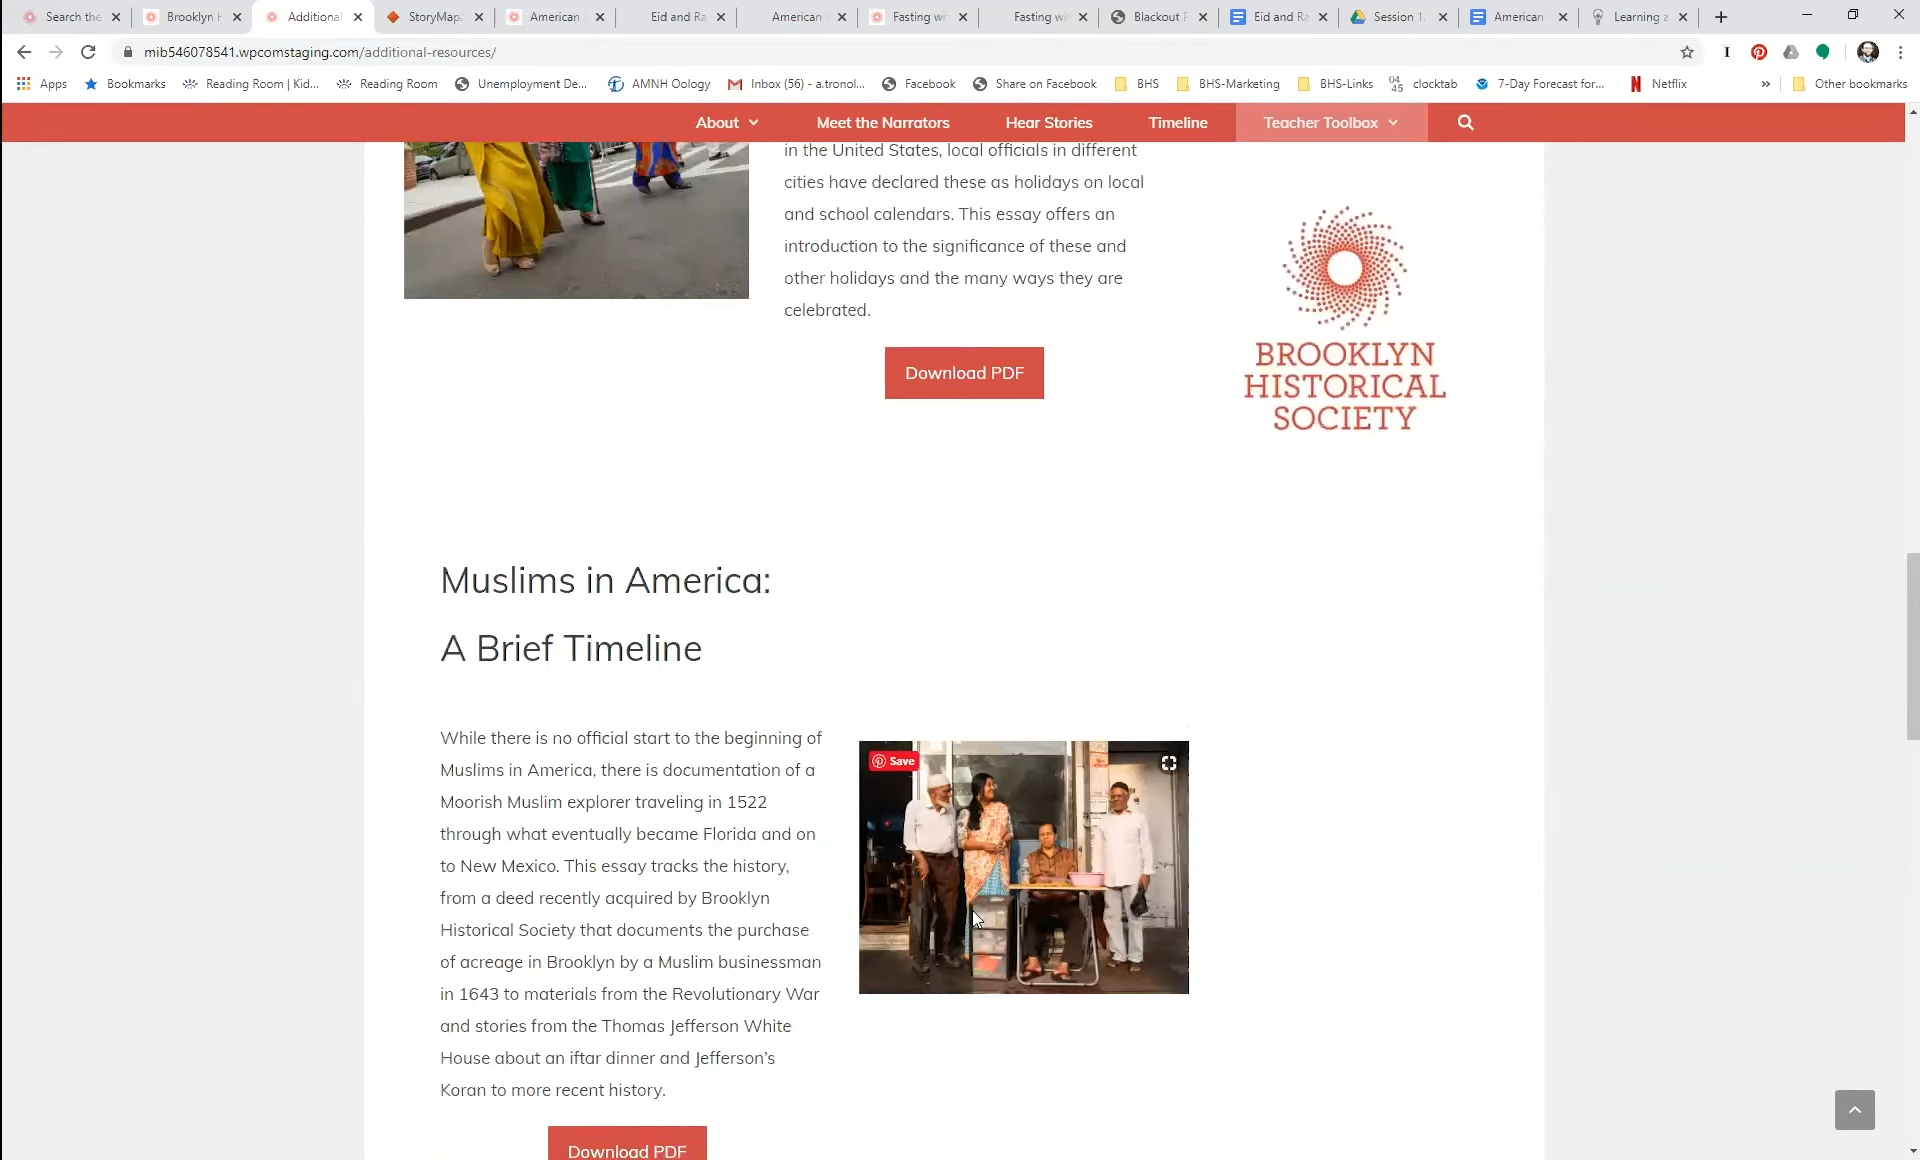 Search the
Brooklyn H
Additional
StoryMap
American
Eid and Ra
American
Fasting wi
Fasting wi
Blackout P
Eid and Ra
Session 1
American
Learning a
mib546078541.wpcomstaging.com/additional-resources/
Apps
Bookmarks
Reading Room | Kid...
Reading Room
Unemployment De...
AMNH Oology
Inbox (56) - a.tronol...
Facebook
Share on Facebook
BHS
BHS-Marketing
BHS-Links
04 45
clocktab
7-Day Forecast for...
Netflix
»
Other bookmarks
About
Meet the Narrators
Hear Stories
Timeline
Teacher Toolbox
in the United States, local officials in different
cities have declared these as holidays on local
and school calendars. This essay offers an
introduction to the significance of these and
other holidays and the many ways they are
celebrated.
Download PDF
BROOKLYN
HISTORICAL
SOCIETY
Muslims in America:
A Brief Timeline
While there is no official start to the beginning of
Muslims in America, there is documentation of a
Moorish Muslim explorer traveling in 1522
through what eventually became Florida and on
to New Mexico. This essay tracks the history,
from a deed recently acquired by Brooklyn
Historical Society that documents the purchase
of acreage in Brooklyn by a Muslim businessman
in 1643 to materials from the Revolutionary War
and stories from the Thomas Jefferson White
House about an iftar dinner and Jefferson's
Koran to more recent history.
Save
Download PDF